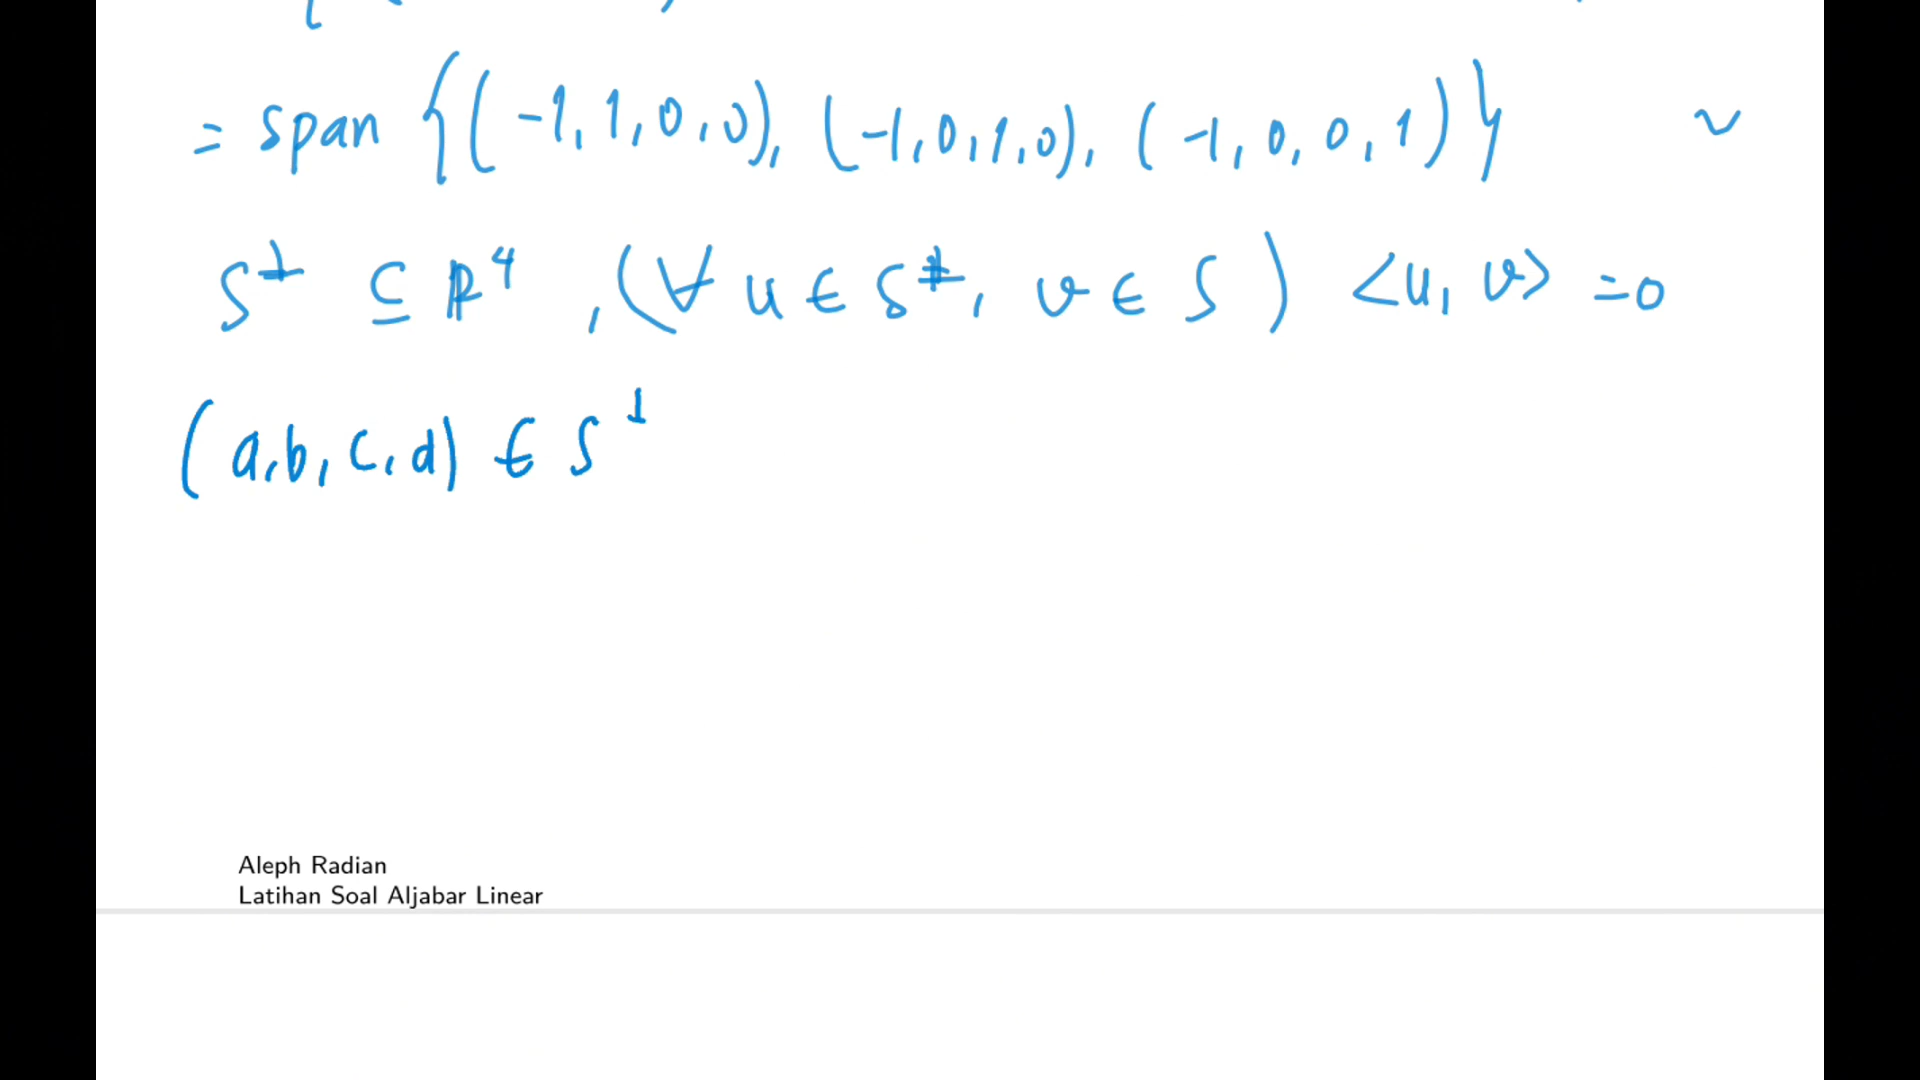 = span {(-1,1,0,0), (-1,0,1,0), (-1,0,0,1)}
S^⊥ ⊆ ℝ^4, (∀ u ∈ S^⊥, v ∈ S) <u, v> = 0
(a,b,c,d) ∈ S^⊥
Aleph Radian
Latihan Soal Aljabar Linear